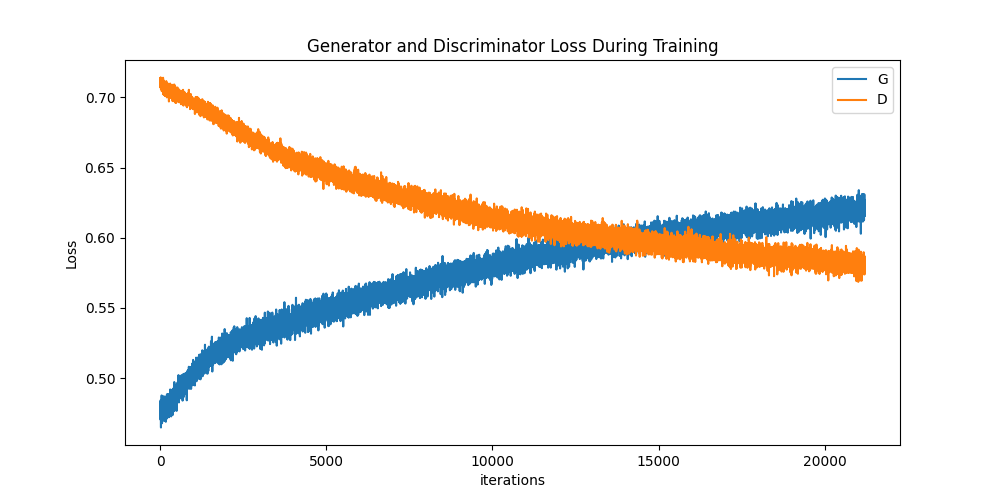 Generator and Discriminator Loss During Training
G
D
Loss
0.70
0.65
0.60
0.55
0.50
0
5000
10000
15000
20000
iterations